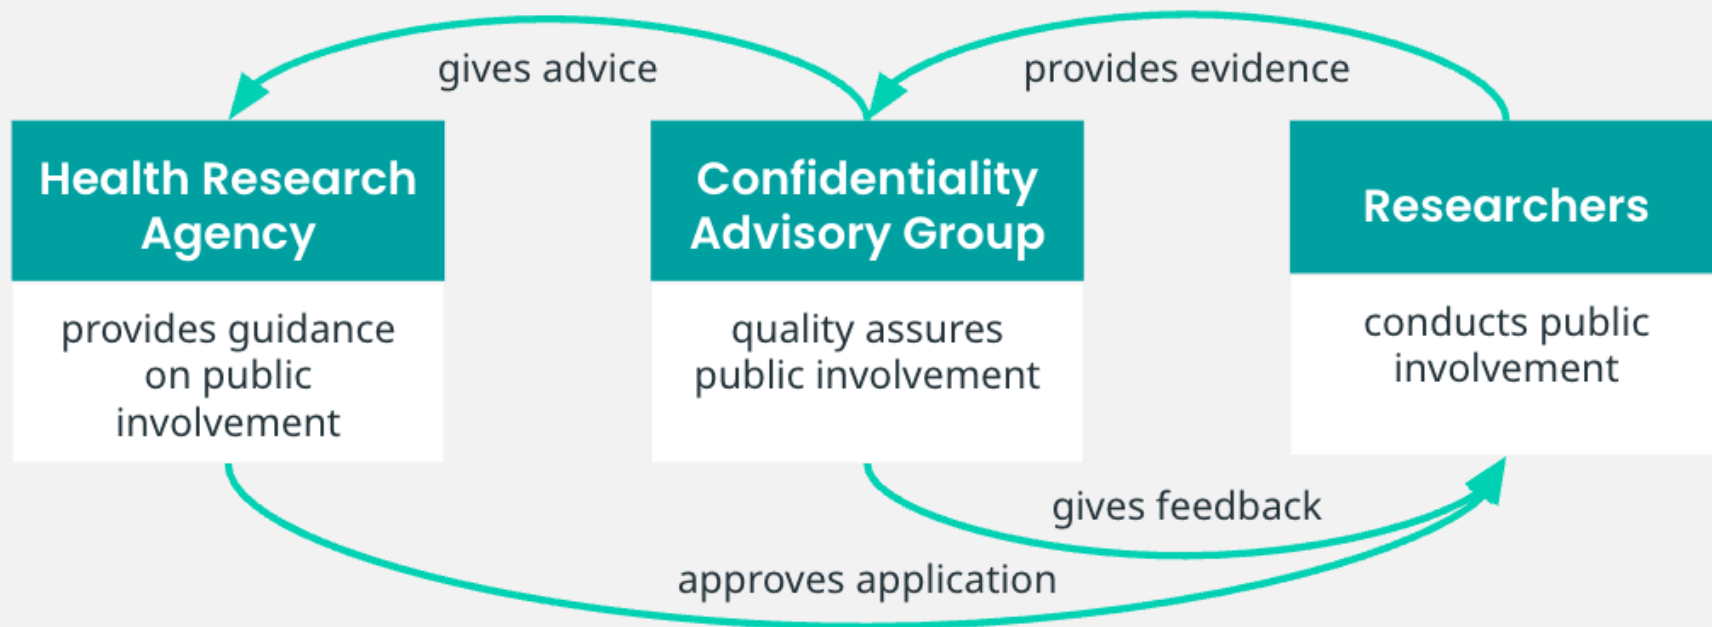 gives advice
provides evidence
Health Research
Agency
provides guidance
on public
involvement
Confidentiality
Advisory Group
quality assures
public involvement
Researchers
conducts public
involvement
gives feedback
approves application